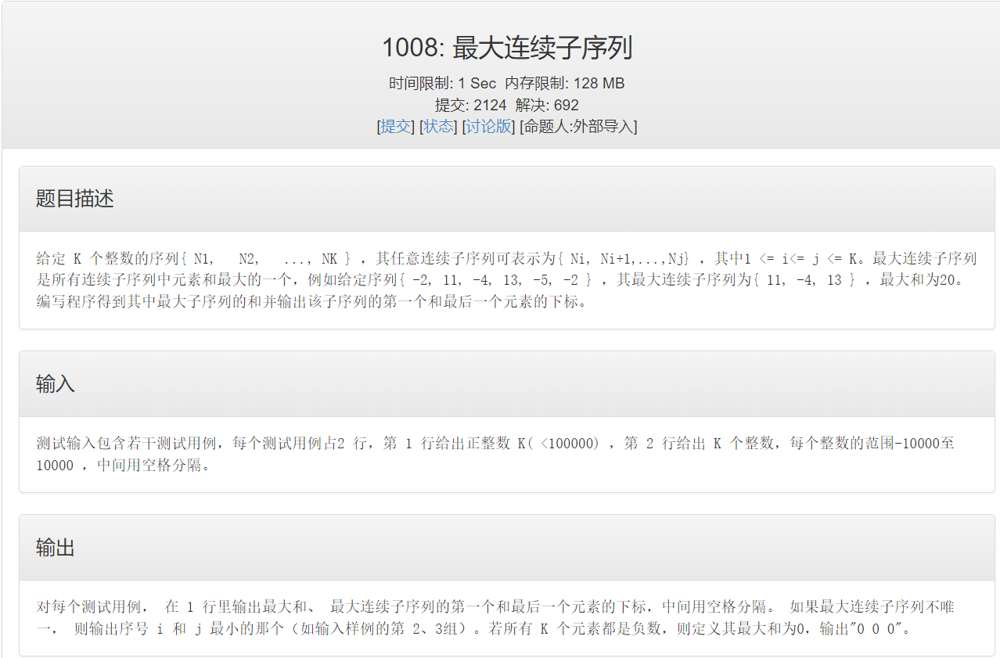 1008: 最大连续子序列
时间限制: 1 Sec 内存限制: 128 MB
提交: 2124 解决: 692
[提交] [状态] [讨论版] [命题人:外部导入]
题目描述
给定 K 个整数的序列{ N1, N2, ..., NK } ，其任意连续子序列可表示为{ Ni, Ni+1,...,Nj} ，其中1 <= i<= j <= K。最大连续子序列
是所有连续子序列中元素和最大的一个，例如给定序列{ -2, 11, -4, 13, -5, -2 } ，其最大连续子序列为{ 11, -4, 13 } ，最大和为20。
编写程序得到其中最大子序列的和并输出该子序列的第一个和最后一个元素的下标。
输入
测试输入包含若干测试用例，每个测试用例占2 行，第 1 行给出正整数 K( <100000) ，第 2 行给出 K 个整数，每个整数的范围-10000至
10000 ，中间用空格分隔。
输出
对每个测试用例， 在 1 行里输出最大和、 最大连续子序列的第一个和最后一个元素的下标，中间用空格分隔。 如果最大连续子序列不唯
一， 则输出序号 i 和 j 最小的那个（如输入样例的第 2、3组）。若所有 K 个元素都是负数，则定义其最大和为0，输出"0 0 0"。